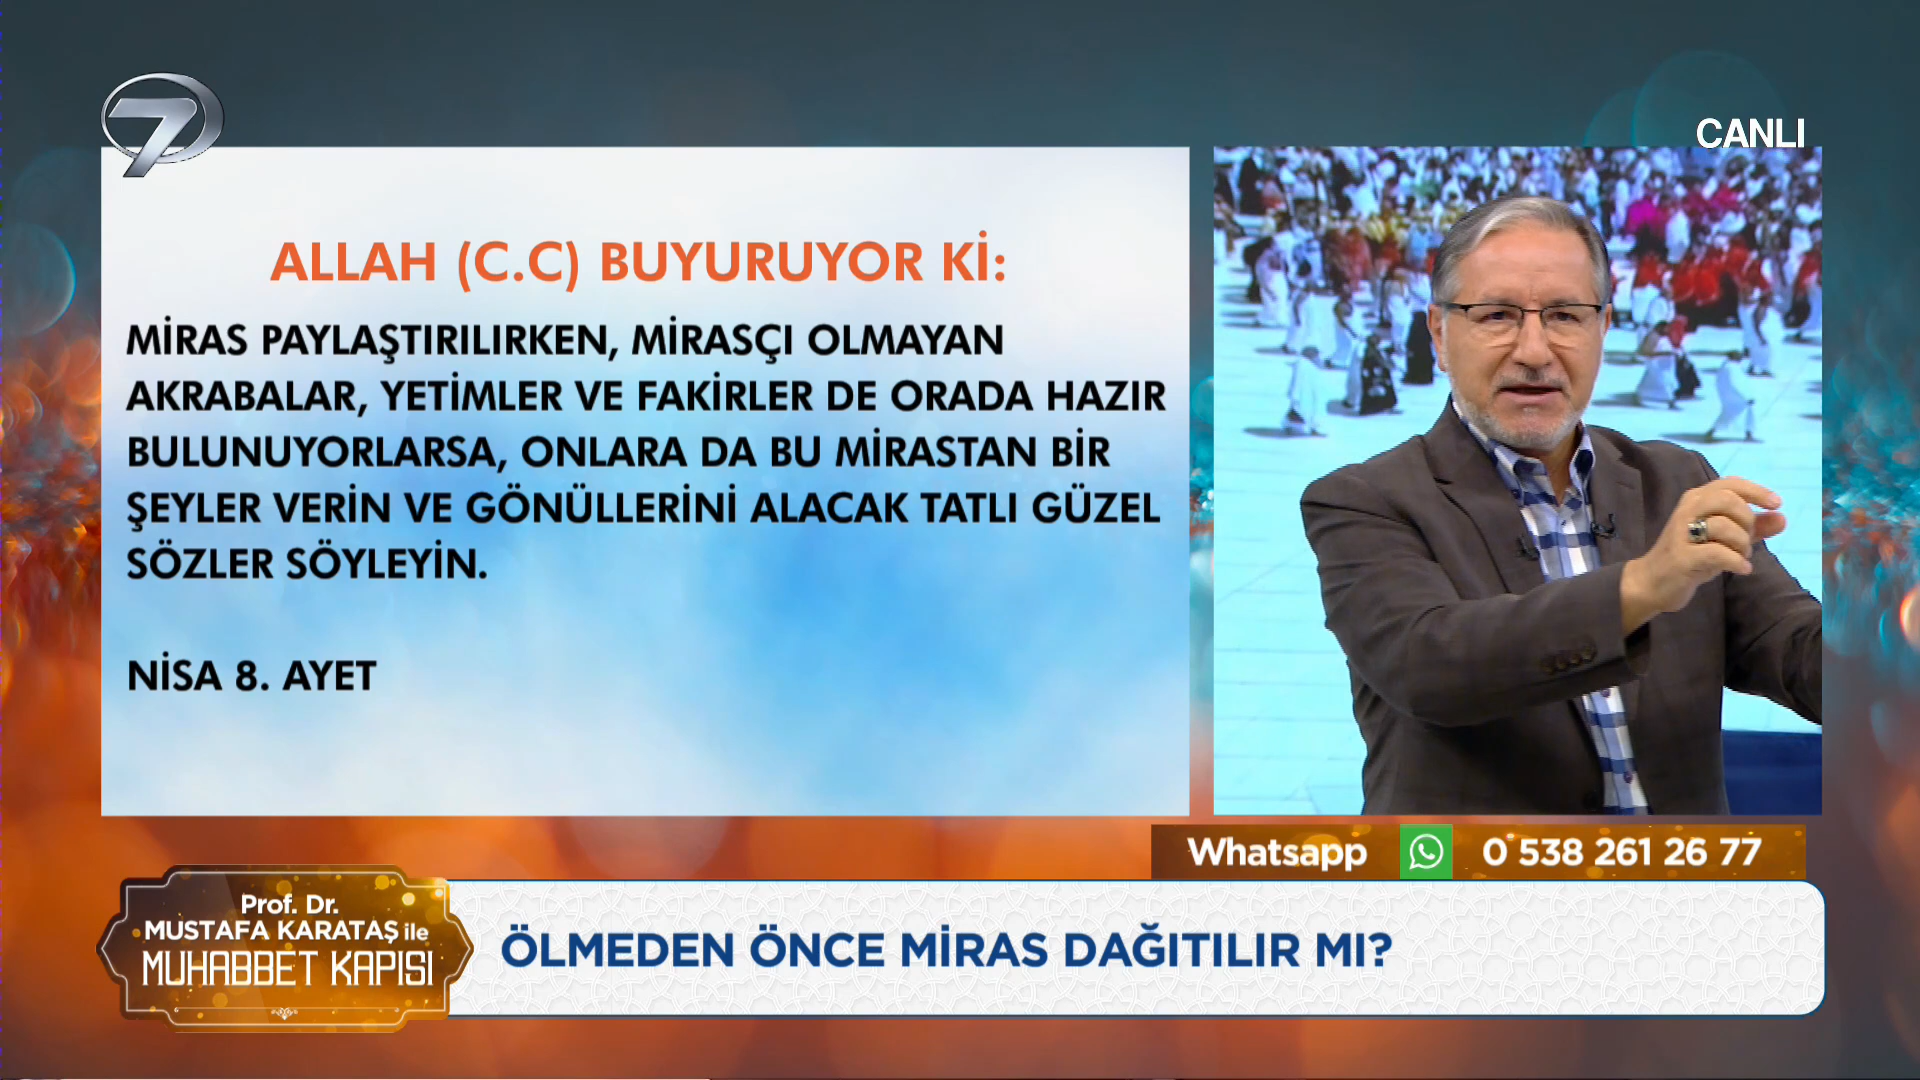 7
CANLI
ALLAH (C.C) BUYURUYOR Kİ:
MİRAS PAYLAŞTIRILIRKEN, MİRASÇI OLMAYAN
AKRABALAR, YETİMLER VE FAKİRLER DE ORADA HAZIR
BULUNUYORLARSA, ONLARA DA BU MİRASTAN BİR
ŞEYLER VERİN VE GÖNÜLLERİNİ ALACAK TATLI GÜZEL
SÖZLER SÖYLEYİN.
NİSA 8. AYET
Whatsapp 0 538 261 26 77
Prof. Dr.
MUSTAFA KARATAŞ ile
MUHABBET KAPISI
ÖLMEDEN ÖNCE MİRAS DAĞITILIR MI?